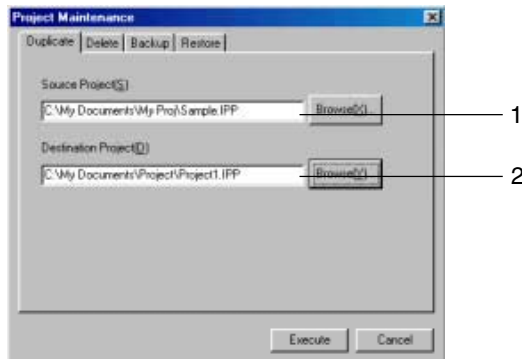 Project Maintenance
Duplicate Delete Backup Restore
Source Project(S)
C:\My Documents\My Proj\Sample.IPP Browse(X)... 1
Destination Project(D)
C:\My Documents\Project\Project1.IPP Browse(Y)... 2
Execute Cancel